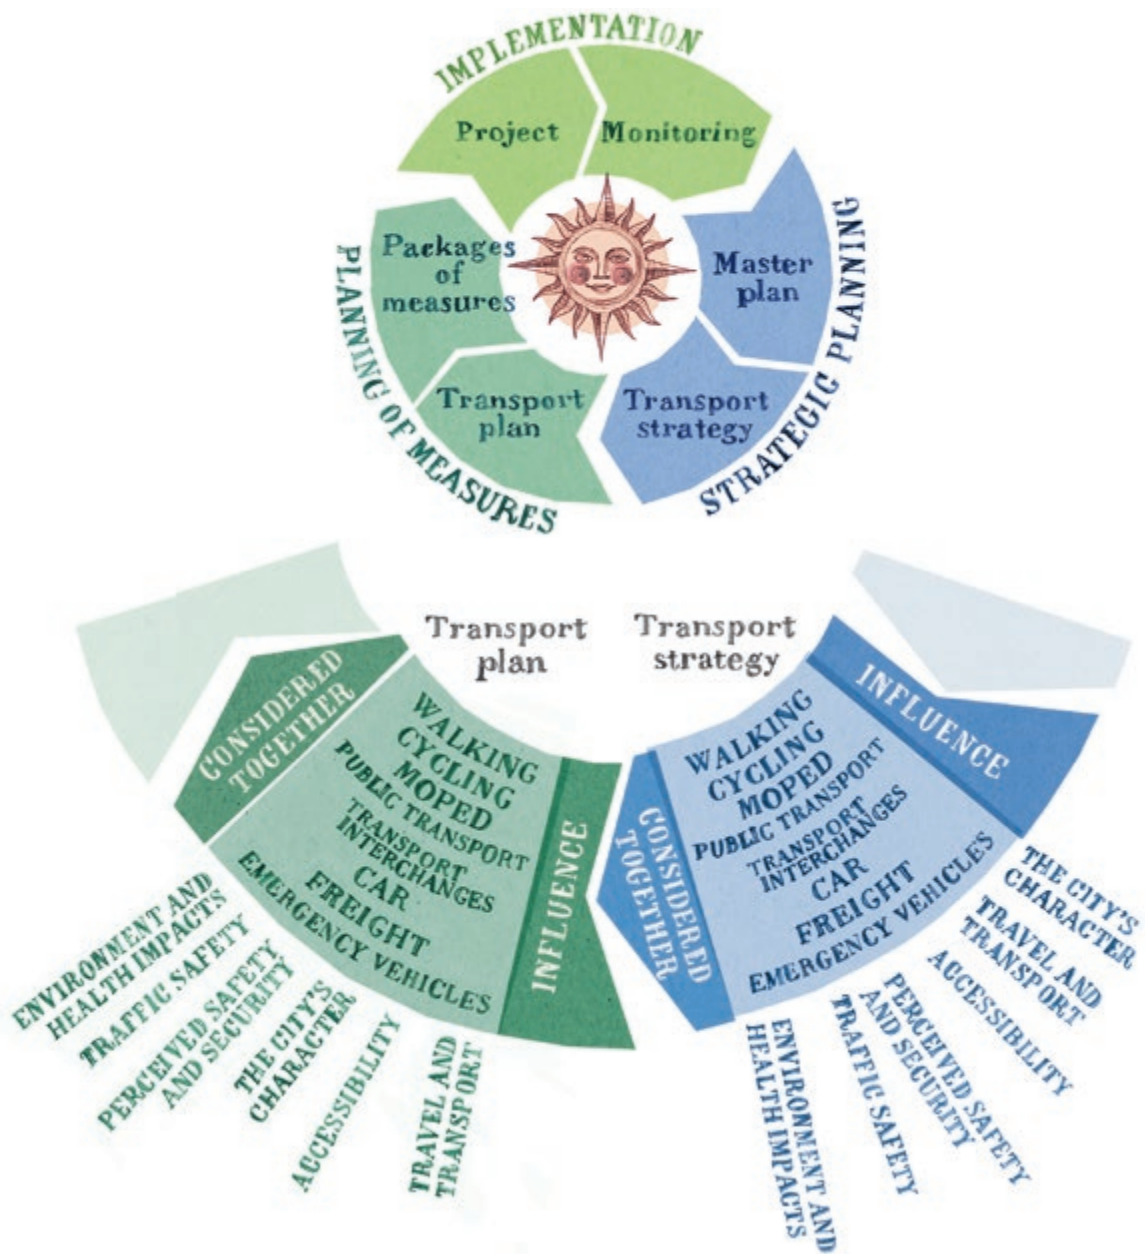 IMPLEMENTATION
Project
Monitoring
Packages
of
measures
Master
plan
PLANNING OF MEASURES
STRATEGIC PLANNING
Transport
plan
Transport
strategy
Transport
plan
Transport
strategy
CONSIDERED
TOGETHER
WALKING
CYCLING
MOPED
PUBLIC TRANSPORT
TRANSPORT
INTERCHANGES
CAR
FREIGHT
EMERGENCY VEHICLES
INFLUENCE
ENVIRONMENT AND
HEALTH IMPACTS
TRAFFIC SAFETY
PERCEIVED SAFETY
AND SECURITY
THE CITY'S
CHARACTER
ACCESSIBILITY
TRAVEL AND
TRANSPORT
CONSIDERED
TOGETHER
WALKING
CYCLING
MOPED
PUBLIC TRANSPORT
TRANSPORT
INTERCHANGES
CAR
FREIGHT
EMERGENCY VEHICLES
INFLUENCE
ENVIRONMENT AND
HEALTH IMPACTS
TRAFFIC SAFETY
PERCEIVED SAFETY
AND SECURITY
ACCESSIBILITY
TRAVEL AND
TRANSPORT
THE CITY'S
CHARACTER